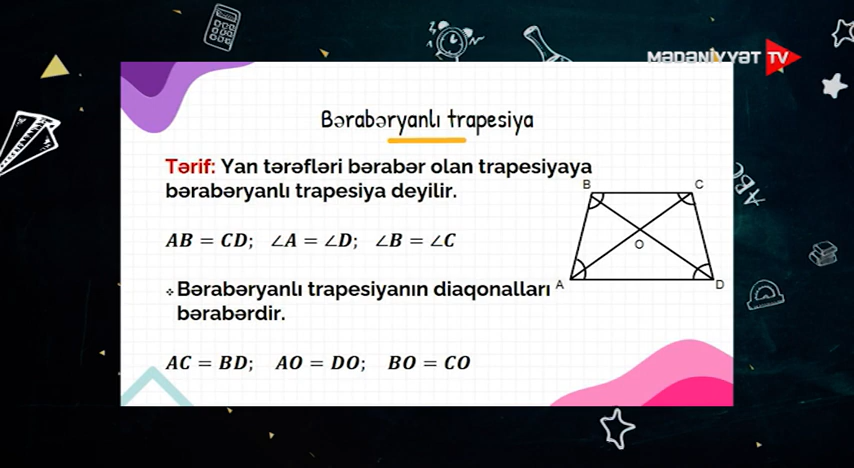 MƏDƏNİYYƏT TV
Bərabəryanlı trapesiya
Tərif: Yan tərəfləri bərabər olan trapesiyaya
bərabəryanlı trapesiya deyilir.
B
C
AB = CD; ∠A = ∠D; ∠B = ∠C
O
A
D
Bərabəryanlı trapesiyanın diaqonalları
bərabərdir.
AC = BD; AO = DO; BO = CO
ABC